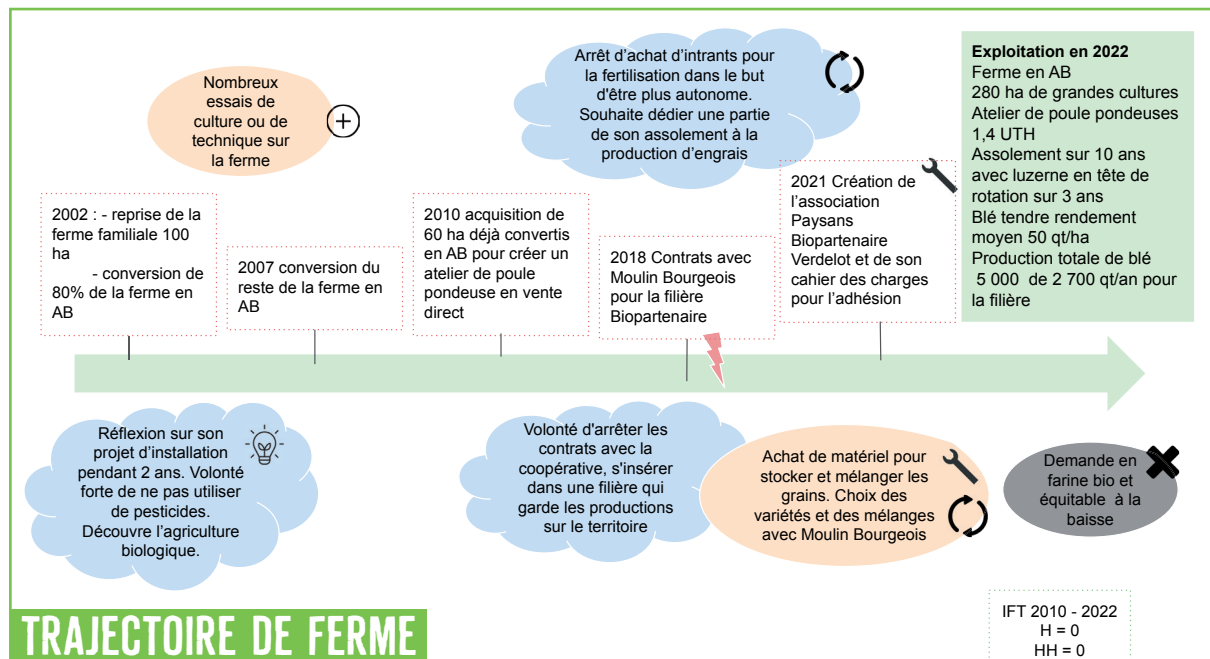 Nombreux
essais de
culture ou de
technique sur
la ferme
Arrêt d'achat d'intrants pour
la fertilisation dans le but
d'être plus autonome.
Souhaite dédier une partie
de son assolement à la
production d'engrais
Exploitation en 2022
Ferme en AB
280 ha de grandes cultures
Atelier de poule pondeuses
1,4 UTH
Assolement sur 10 ans
avec luzerne en tête de
rotation sur 3 ans
Blé tendre rendement
moyen 50 qt/ha
Production totale de blé
5 000 de 2 700 qt/an pour
la filière
2002 : - reprise de la
ferme familiale 100
ha
- conversion de
80% de la ferme en
AB
2007 conversion du
reste de la ferme en
AB
2010 acquisition de
60 ha déjà convertis
en AB pour créer un
atelier de poule
pondeuse en vente
direct
2018 Contrats avec
Moulin Bourgeois
pour la filière
Biopartenaire
2021 Création de
l'association
Paysans
Biopartenaire
Verdelot et de son
cahier des charges
pour l'adhésion
Réflexion sur son
projet d'installation
pendant 2 ans. Volonté
forte de ne pas utiliser
de pesticides.
Découvre l'agriculture
biologique.
Volonté d'arrêter les
contrats avec la
coopérative, s'insérer
dans une filière qui
garde les productions
sur le territoire
Achat de matériel pour
stocker et mélanger les
grains. Choix des
variétés et des mélanges
avec Moulin Bourgeois
Demande en
farine bio et
équitable à la
baisse
TRAJECTOIRE DE FERME
IFT 2010 - 2022
H = 0
HH = 0